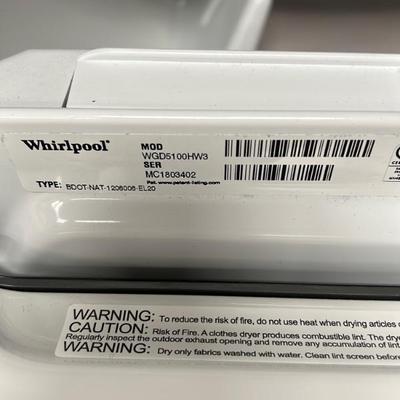 Whirlpool®
MOD
WGD5100HW3
SER
MC1803402
Pat. www.patent-listing.com
TYPE: BDOT-NAT-1206006-EL20
WARNING: To reduce the risk of fire, do not use heat when drying articles
CAUTION: Risk of Fire. A clothes dryer produces combustible lint. The
Regularly inspect the outdoor exhaust opening and remove any accumulation of lint
WARNING: Dry only fabrics washed with water. Clean lint screen before